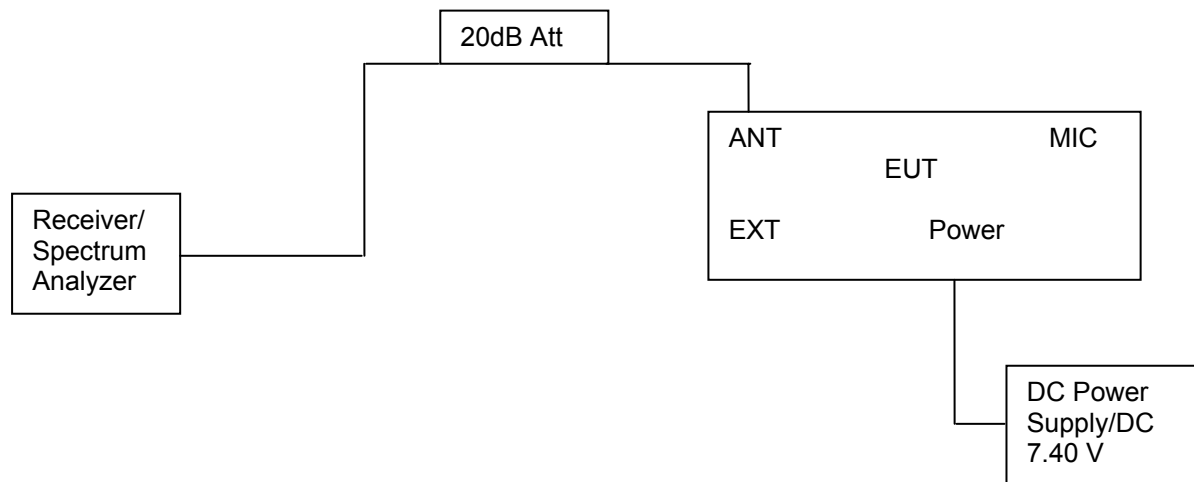 20dB Att
ANT MIC
EUT
EXT Power
Receiver/
Spectrum
Analyzer
DC Power
Supply/DC
7.40 V